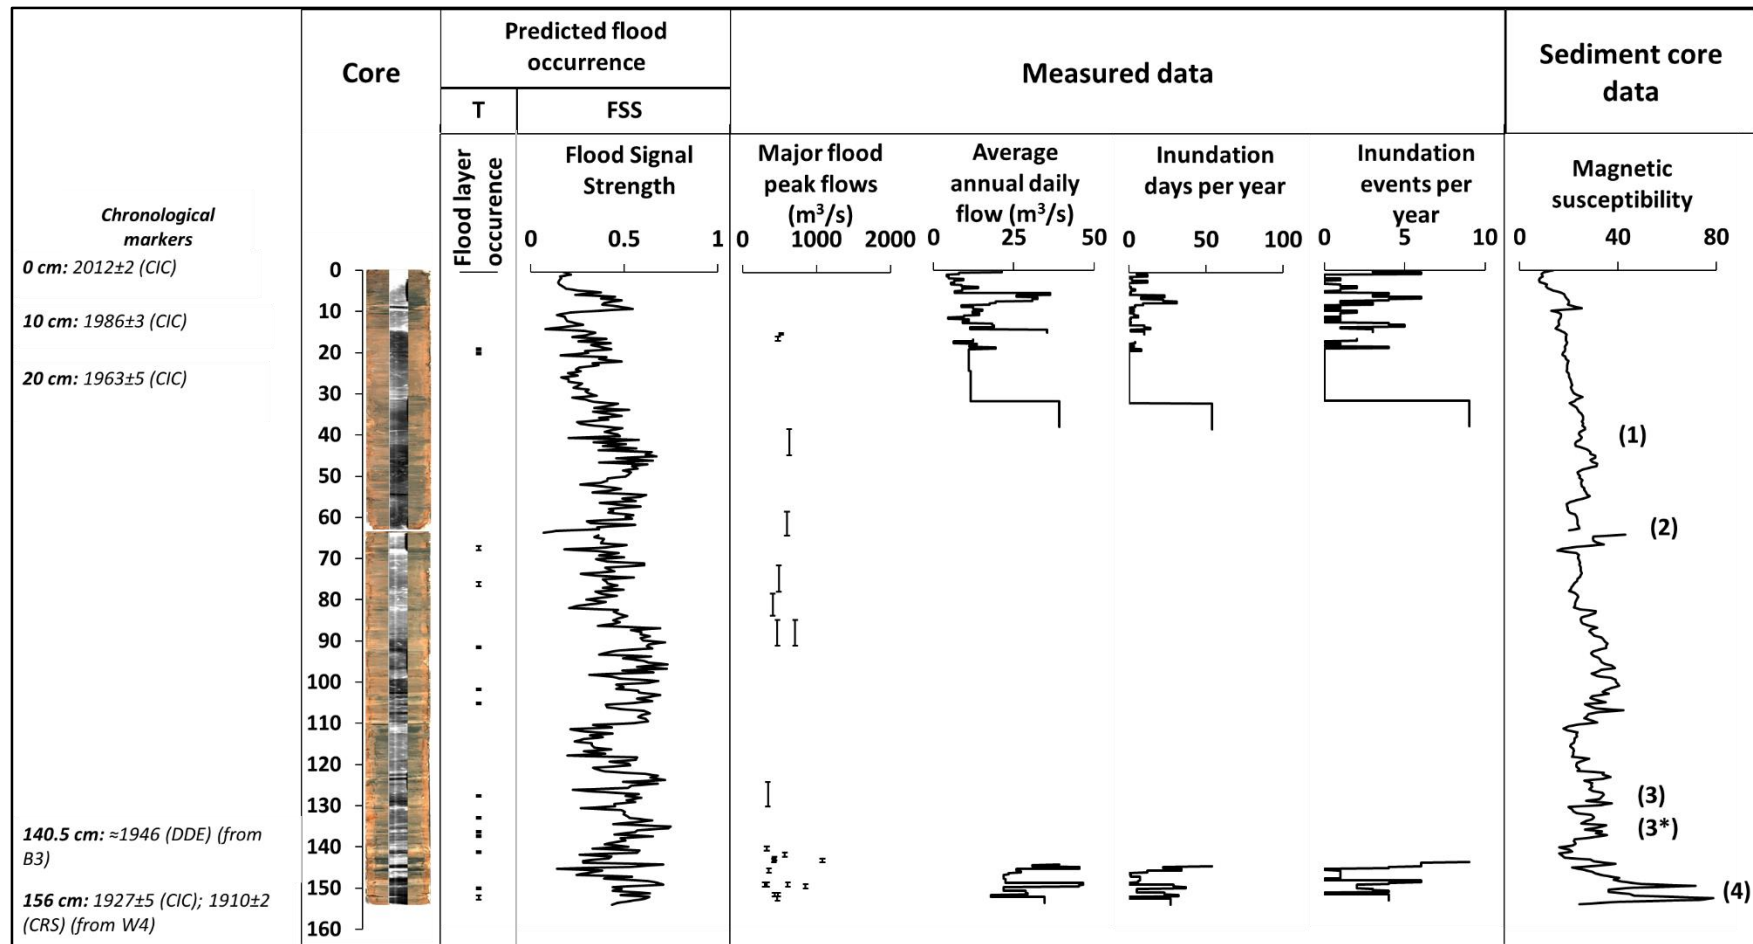 Predicted flood
occurrence
Core
Measured data
Sediment core
data
T
FSS
Flood layer
occurence
Flood Signal
Strength
Major flood
peak flows
(m³/s)
Average
annual daily
flow (m³/s)
Inundation
days per year
Inundation
events per
year
Magnetic
susceptibility
Chronological
markers
0 0.5 1
0 1000 2000
0 25 50
0 50 100
0 5 10
0 40 80
0 cm: 2012±2 (CIC)
10 cm: 1986±3 (CIC)
20 cm: 1963±5 (CIC)
140.5 cm: ≈1946 (DDE) (from
B3)
156 cm: 1927±5 (CIC); 1910±2
(CRS) (from W4)
0
10
20
30
40
50
60
70
80
90
100
110
120
130
140
150
160
(1)
(2)
(3)
(3*)
(4)